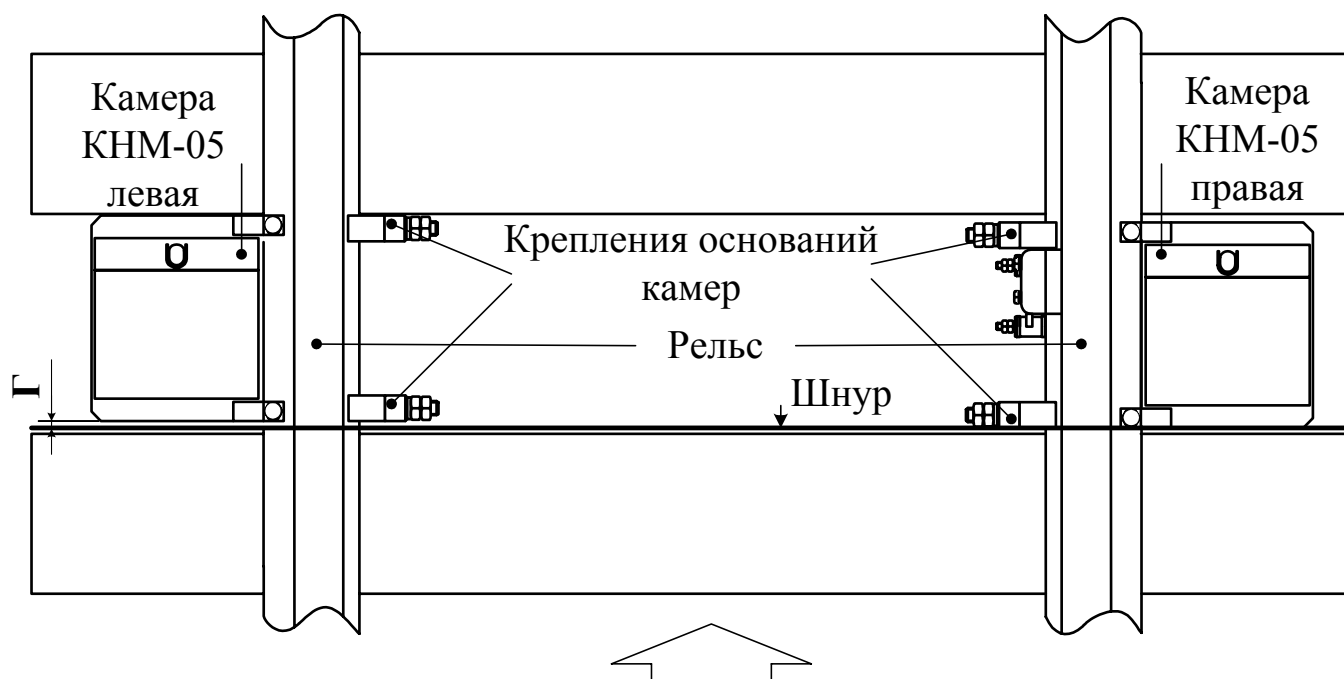 Камера
КНМ-05
левая
Камера
КНМ-05
правая
Крепления оснований
камер
Рельс
Шнур
Г